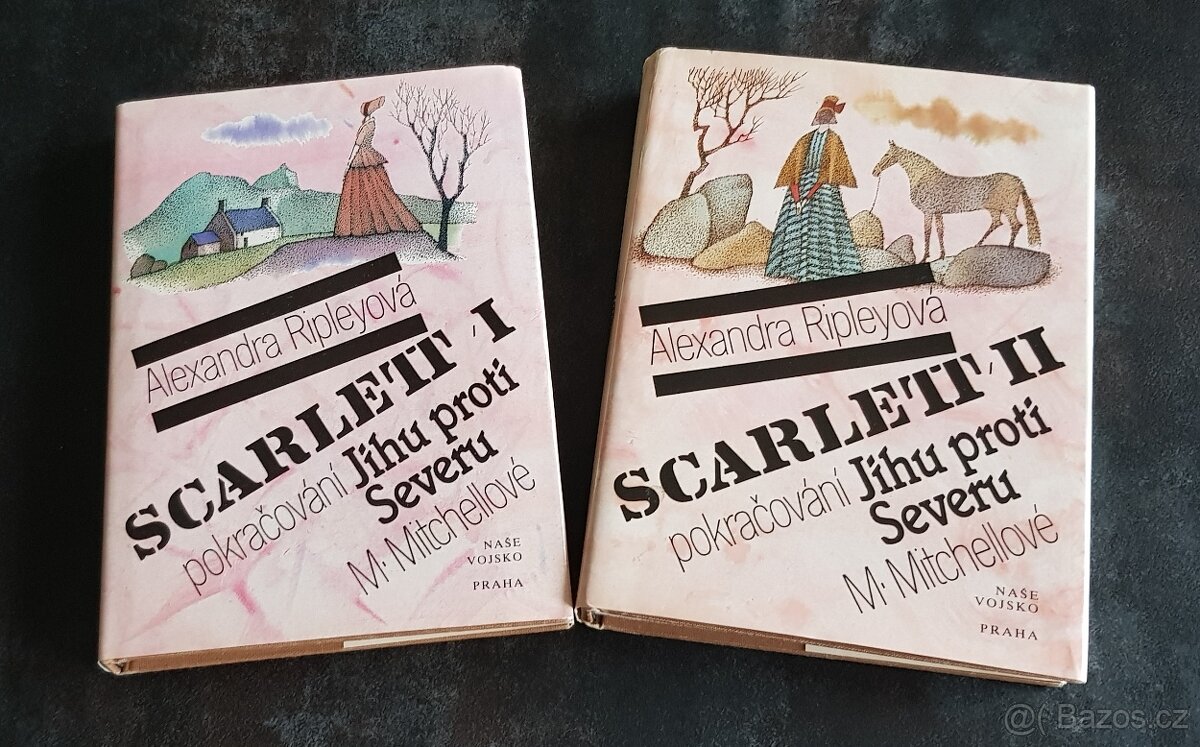 Alexandra Ripleyová
SCARLETT I
pokračování Jihu proti
Severu
M. Mitchellové
NAŠE
VOJSKO
PRAHA
Alexandra Ripleyová
SCARLETT II
pokračování Jihu proti
Severu
M. Mitchellové
NAŠE
VOJSKO
PRAHA
@( Bazos.cz